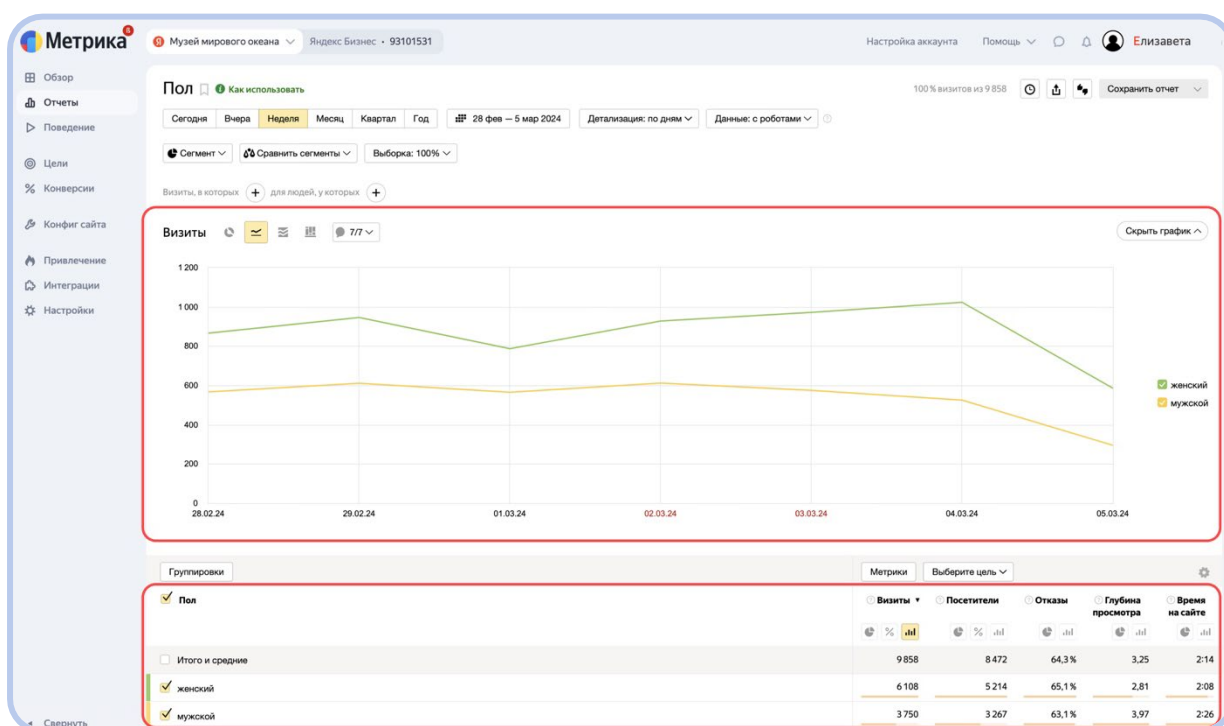 Метрика
Я Музей мирового океана Яндекс Бизнес • 93101531
Настройка аккаунта Помощь Елизавета
Обзор
Отчеты
Поведение
Цели
Конверсии
Конфиг сайта
Привлечение
Интеграции
Настройки
Свернуть
Пол Как использовать
100 % визитов из 9 858 Сохранить отчет
Сегодня Вчера Неделя Месяц Квартал Год 28 фев — 5 мар 2024 Детализация: по дням Данные: с роботами
Сегмент Сравнить сегменты Выборка: 100%
Визиты, в которых + для людей, у которых +
Визиты 7/7 Скрыть график
1 200
1 000
800
600
400
200
0
28.02.24 29.02.24 01.03.24 02.03.24 03.03.24 04.03.24 05.03.24
женский
мужской
Группировки Метрики Выберите цель
Пол Визиты Посетители Отказы Глубина просмотра Время на сайте
Итого и средние 9 858 8 472 64,3 % 3,25 2:14
женский 6 108 5 214 65,1 % 2,81 2:08
мужской 3 750 3 267 63,1 % 3,97 2:26